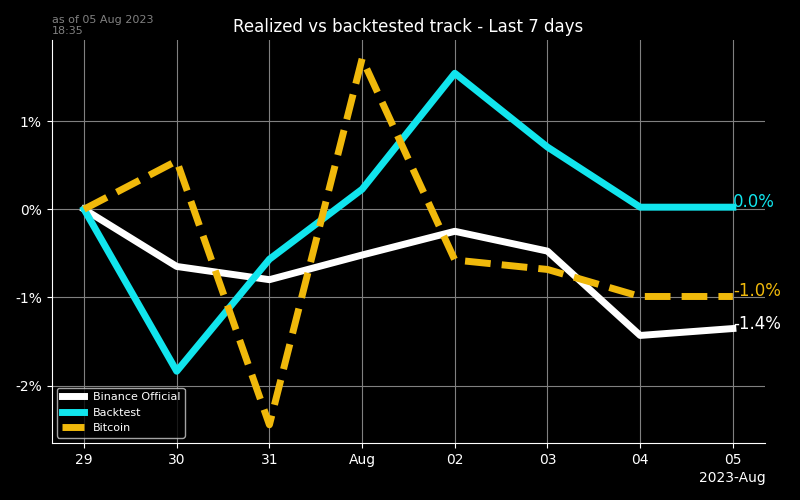 as of 05 Aug 2023
18:35
Realized vs backtested track - Last 7 days
1%
0%
-1%
-2%
0.0%
-1.0%
-1.4%
Binance Official
Backtest
Bitcoin
29 30 31 Aug 02 03 04 05
2023-Aug